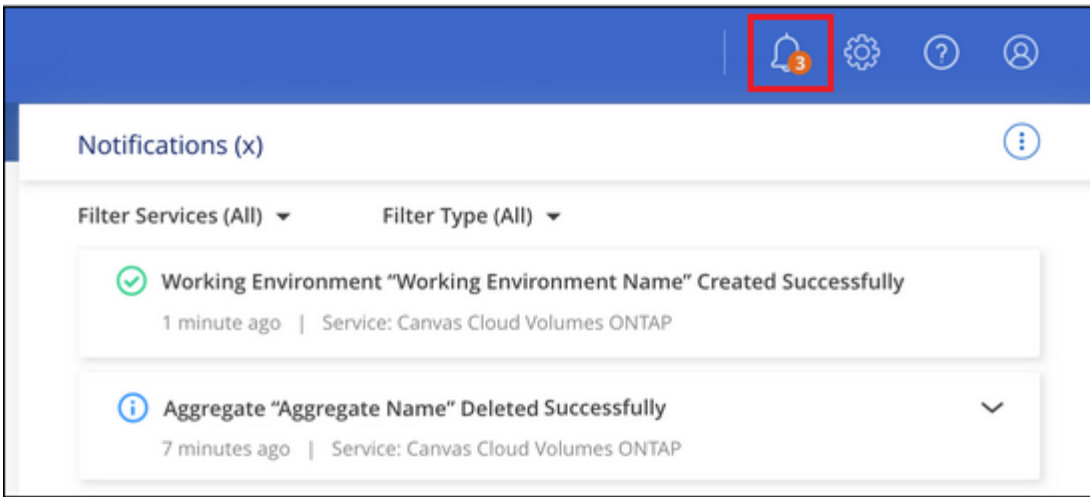 3
Notifications (x)
Filter Services (All) Filter Type (All)
Working Environment “Working Environment Name” Created Successfully
1 minute ago | Service: Canvas Cloud Volumes ONTAP
Aggregate “Aggregate Name” Deleted Successfully
7 minutes ago | Service: Canvas Cloud Volumes ONTAP